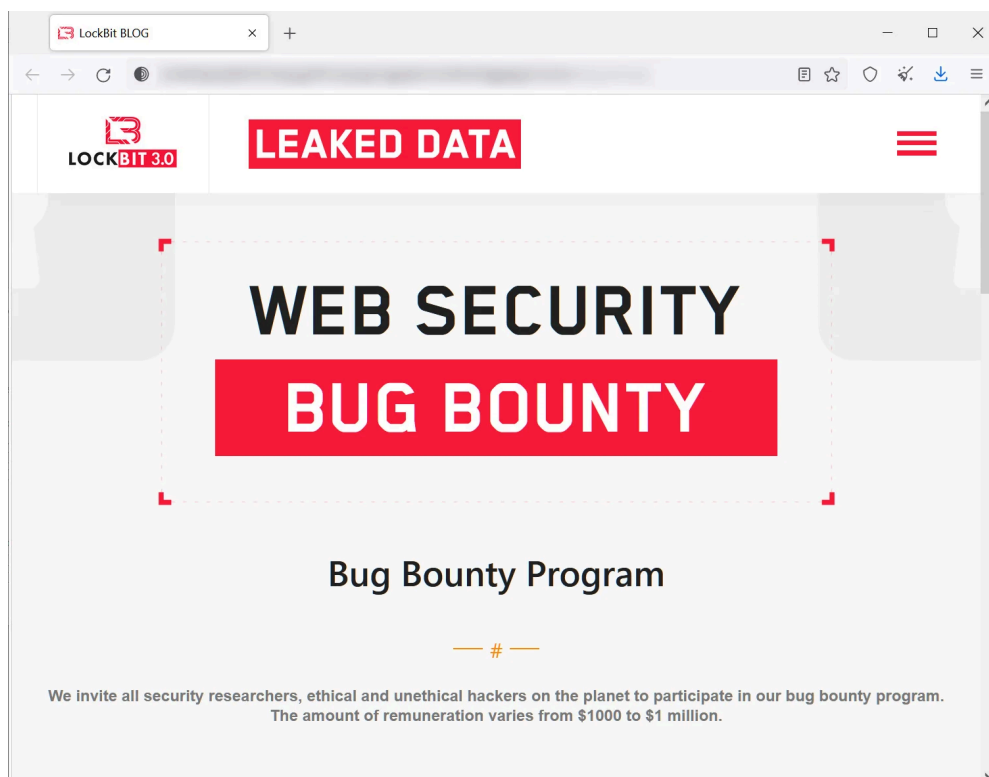 LockBit BLOG
LOCKBIT 3.0
LEAKED DATA
WEB SECURITY
BUG BOUNTY
Bug Bounty Program
#
We invite all security researchers, ethical and unethical hackers on the planet to participate in our bug bounty program.
The amount of remuneration varies from $1000 to $1 million.